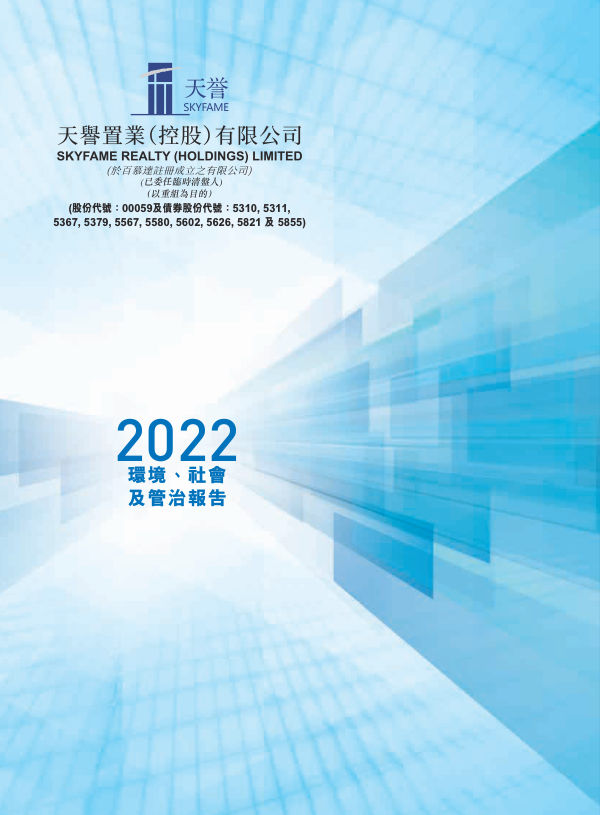 天誉
SKYFAME
天譽置業(控股)有限公司
SKYFAME REALTY (HOLDINGS) LIMITED
(於百慕達註冊成立之有限公司)
(已委任臨時清盤人)
(以重組為目的)
(股份代號：00059及債券股份代號：5310, 5311,
5367, 5379, 5567, 5580, 5602, 5626, 5821 及 5855)
2022
環境、社會
及管治報告